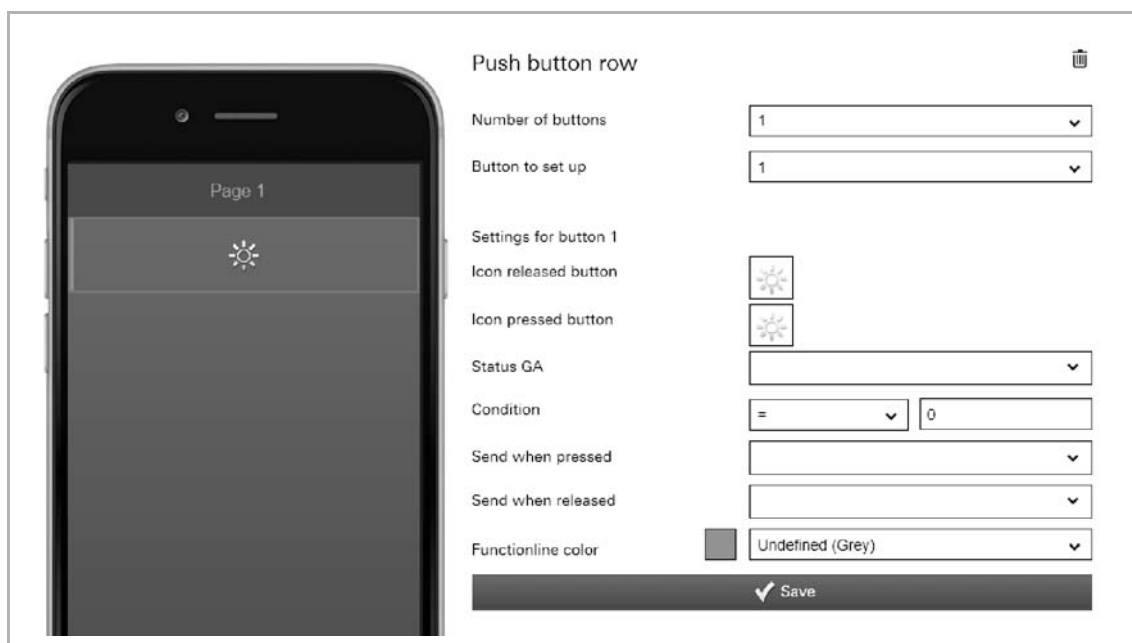 Push button row
Number of buttons
1
Button to set up
1
Page 1
Settings for button 1
Icon released button
Icon pressed button
Status GA
Condition
=
0
Send when pressed
Send when released
Functionline color
Undefined (Grey)
Save